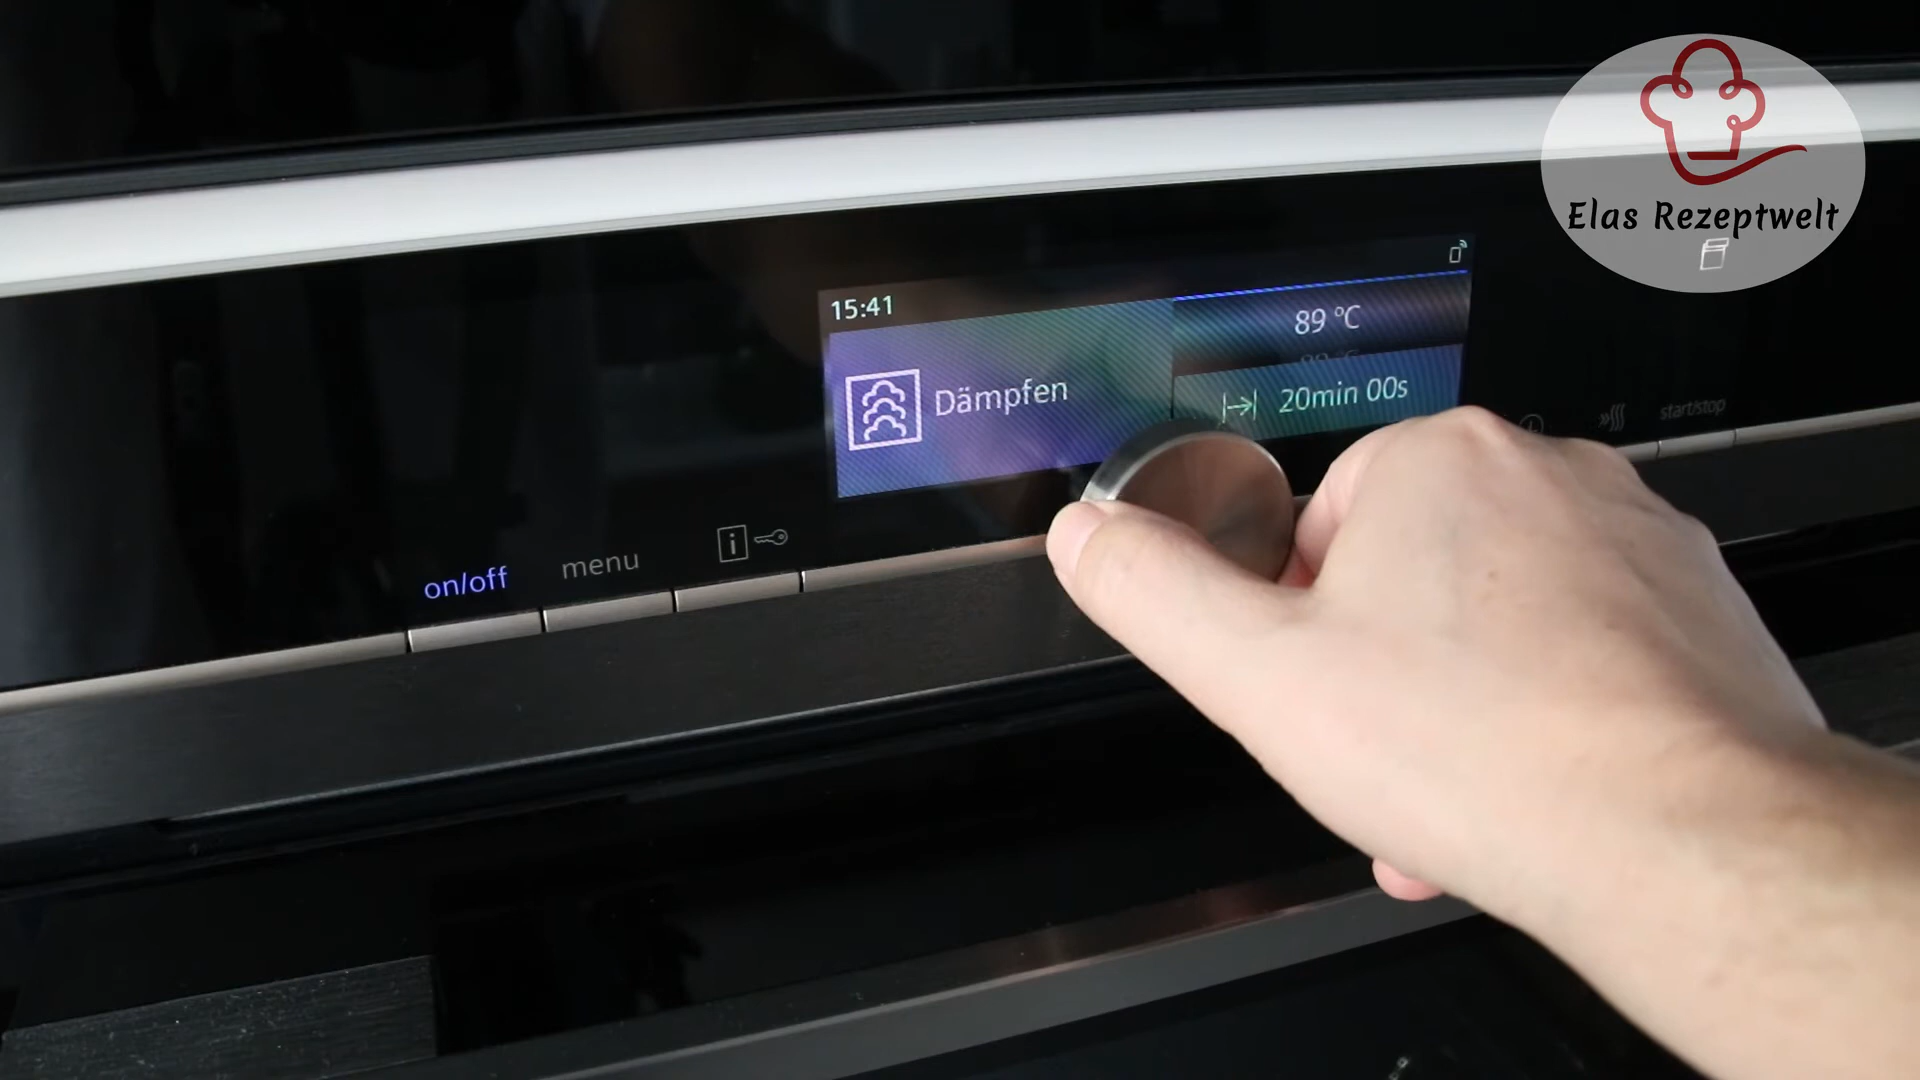 Elas Rezeptwelt
15:41
89 °C
Dämpfen
20min 00s
on/off
menu
i
start/stop